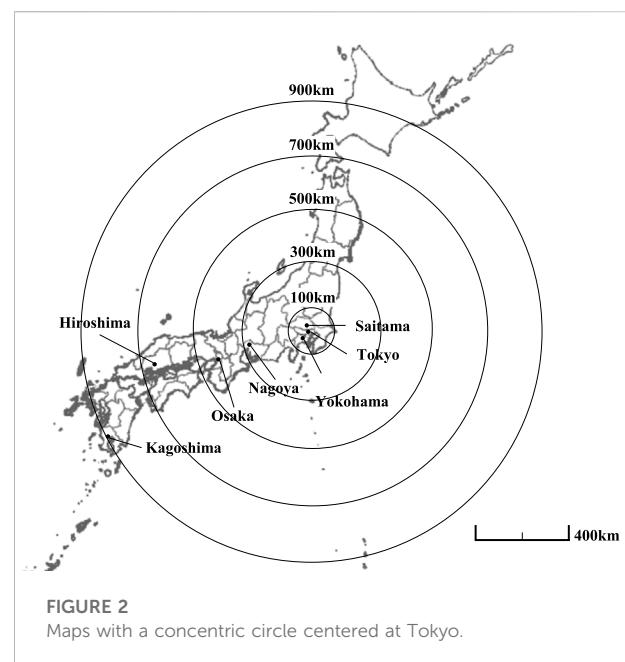 900km
700km
500km
300km
100km
Hiroshima
Saitama
Tokyo
Nagoya
Yokohama
Osaka
Kagoshima
400km
FIGURE 2
Maps with a concentric circle centered at Tokyo.